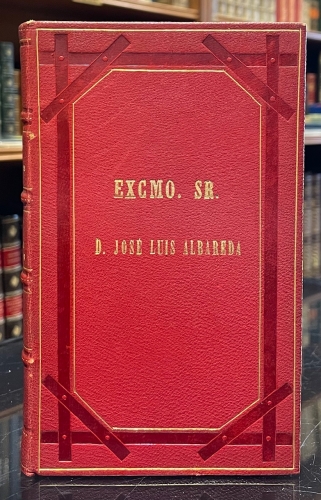 EXCMO. SR.
D. JOSÉ LUIS ALBAREDA